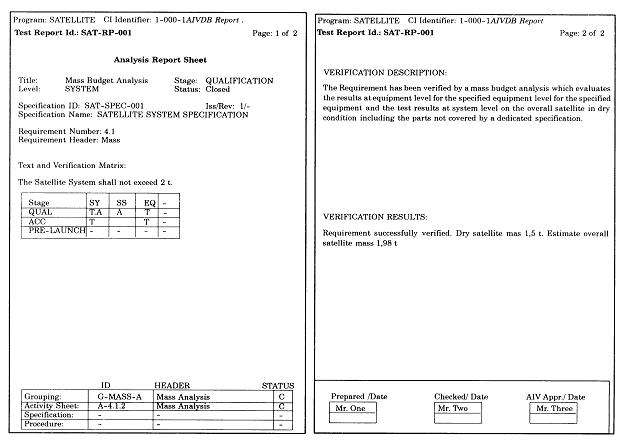 Program: SATELLITE CI Identifier: 1-000-1AIVDB Report .
Test Report Id.: SAT-RP-001 Page: 1 of 2
Analysis Report Sheet
Title: Mass Budget Analysis Stage: QUALIFICATION
Level: SYSTEM Status: Closed
Specification ID: SAT-SPEC-001 Iss/Rev: 1/-
Specification Name: SATELLITE SYSTEM SPECIFICATION
Requirement Number: 4.1
Requirement Header: Mass
Text and Verification Matrix:
The Satellite System shall not exceed 2 t.
Stage SY SS EQ -
QUAL T.A A T -
ACC T T -
PRE-LAUNCH - - - -
ID HEADER STATUS
Grouping: G-MASS-A Mass Analysis C
Activity Sheet: A-4.1.2 Mass Analysis C
Specification: - - -
Procedure: - - -
Program: SATELLITE CI Identifier: 1-000-1AIVDB Report
Test Report Id.: SAT-RP-001 Page: 2 of 2
VERIFICATION DESCRIPTION:
The Requirement has been verified by a mass budget analysis which evaluates
the results at equipment level for the specified equipment level for the specified
equipment and the test results at system level on the overall satellite in dry
condition including the parts not covered by a dedicated specification.
VERIFICATION RESULTS:
Requirement successfully verified. Dry satellite mas 1,5 t. Estimate overall
satellite mass 1,98 t
Prepared /Date Checked/ Date AIV Appr./ Date
Mr. One Mr. Two Mr. Three